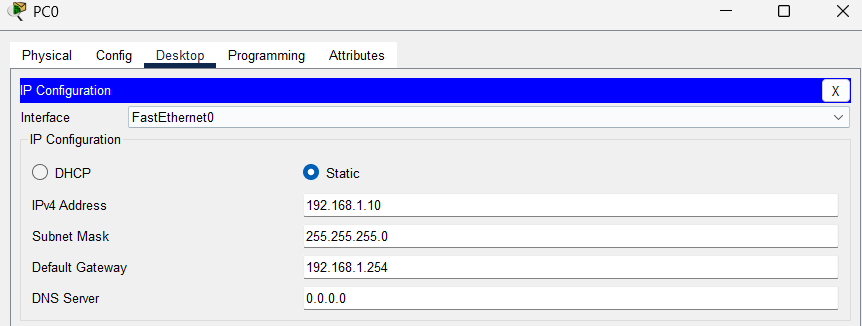 PC0
Physical Config Desktop Programming Attributes
IP Configuration X
Interface FastEthernet0
IP Configuration
DHCP Static
IPv4 Address 192.168.1.10
Subnet Mask 255.255.255.0
Default Gateway 192.168.1.254
DNS Server 0.0.0.0